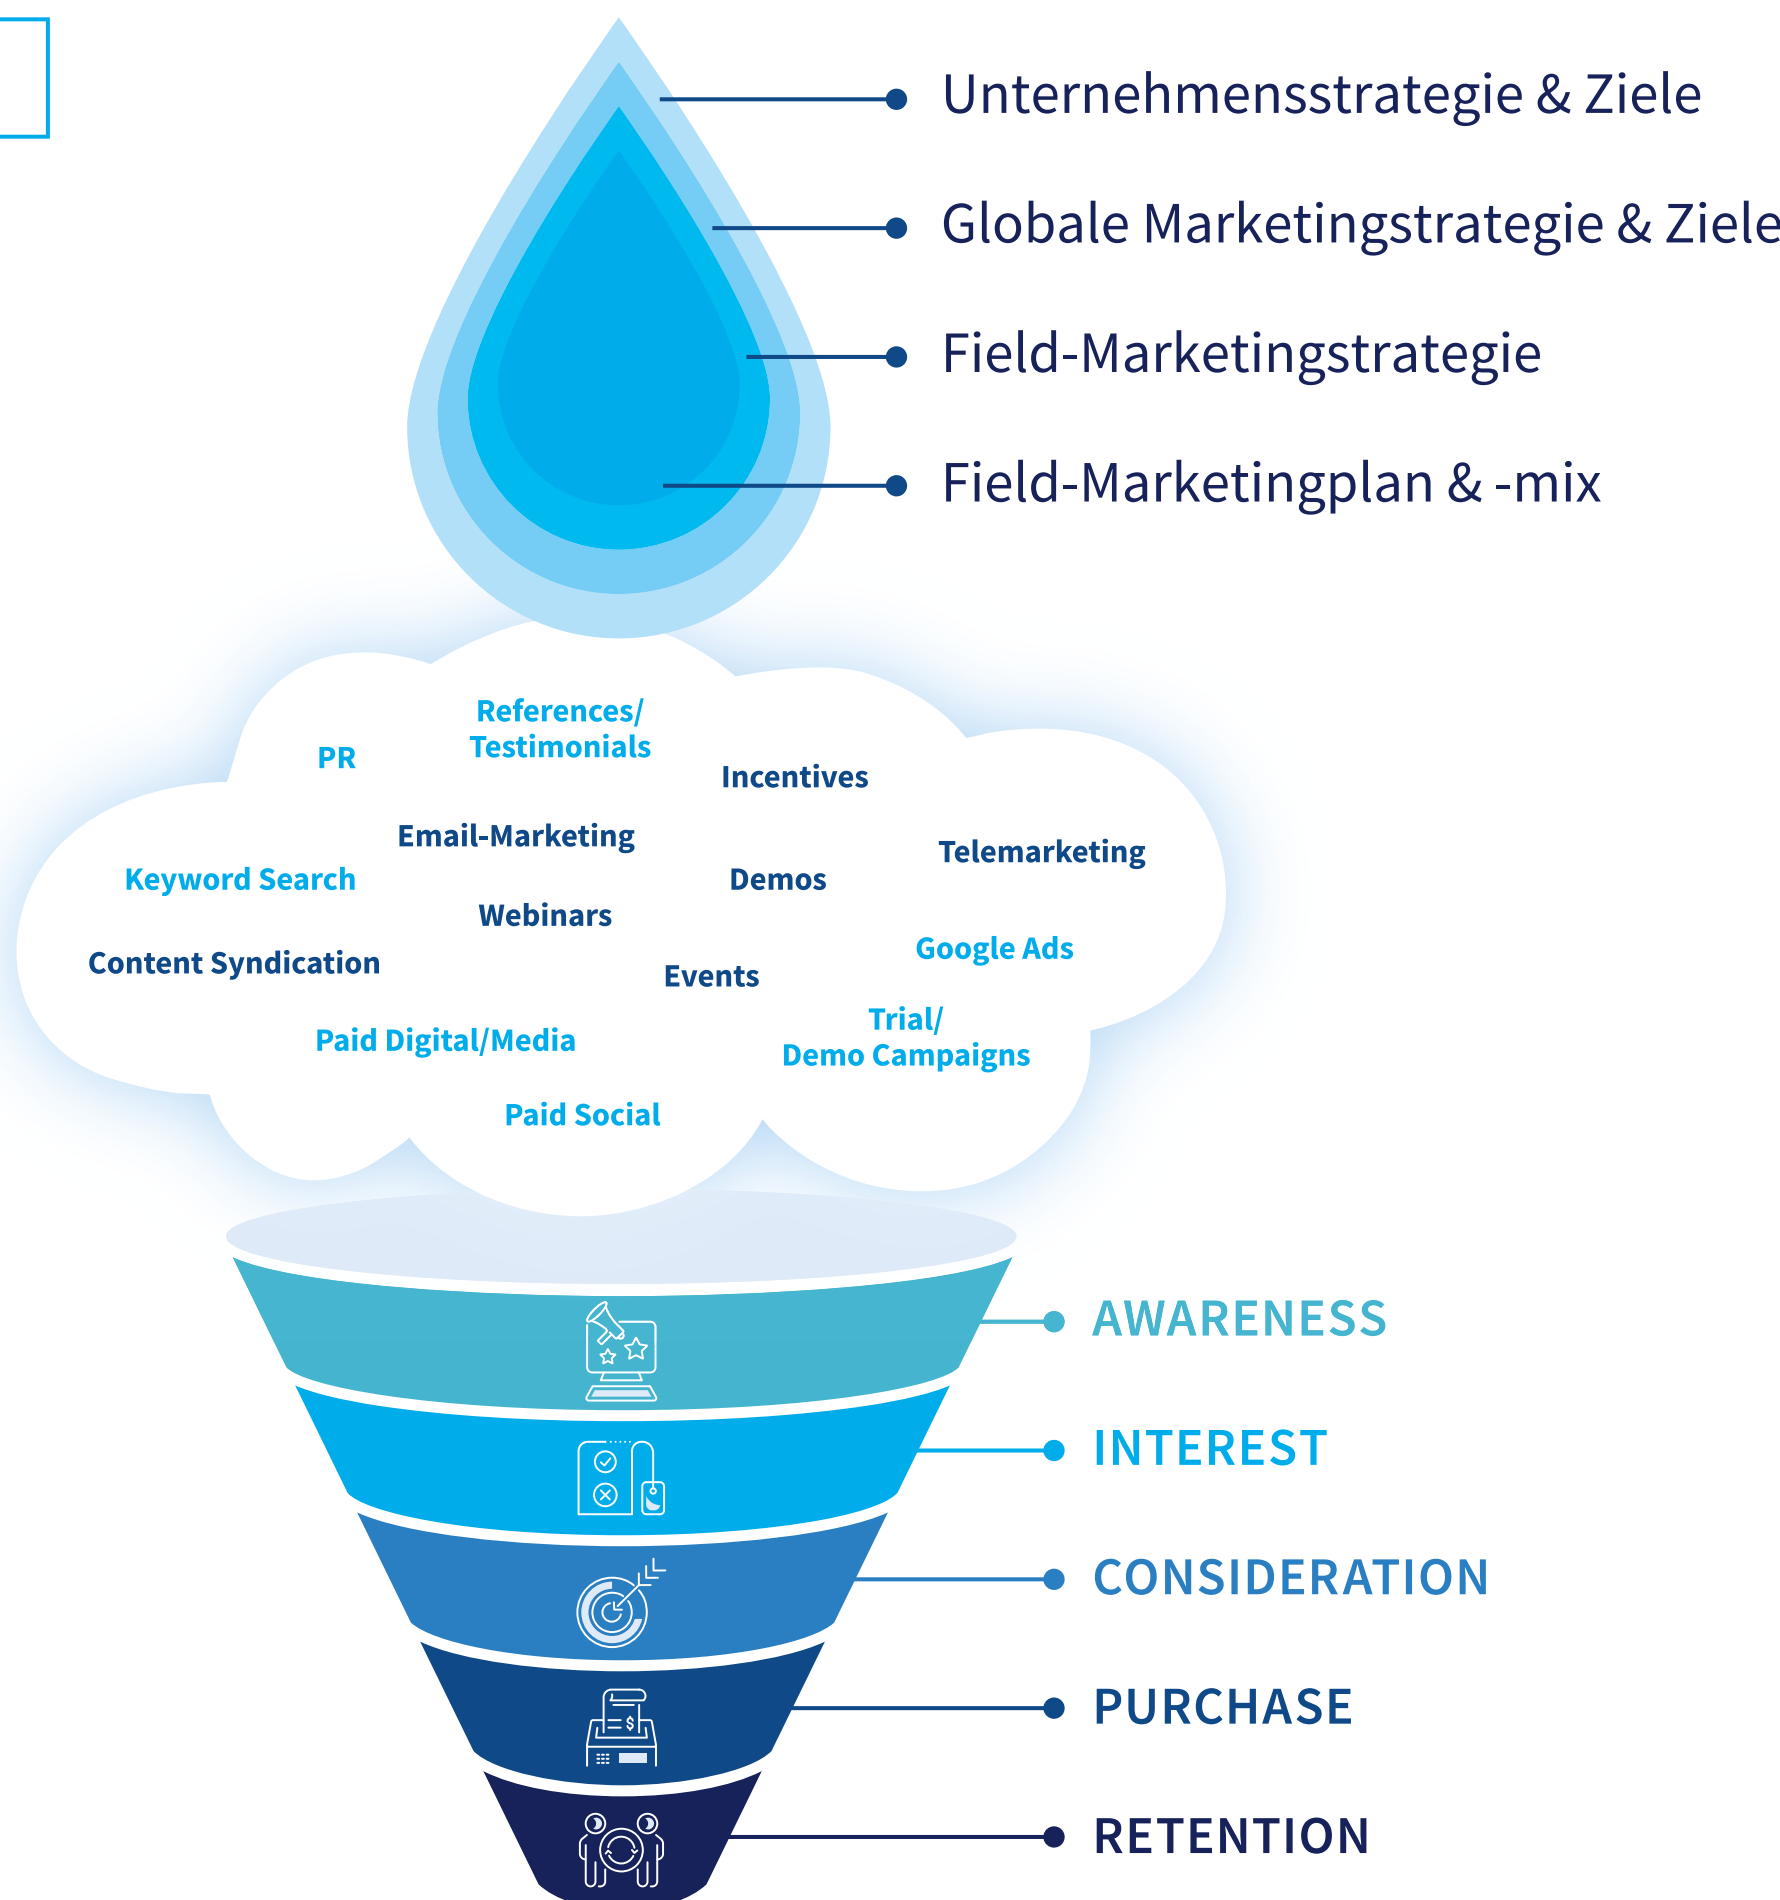 Unternehmensstrategie & Ziele
Globale Marketingstrategie & Ziele
Field-Marketingstrategie
Field-Marketingplan & -mix
References/
Testimonials
PR
Incentives
Email-Marketing
Telemarketing
Keyword Search
Demos
Webinars
Google Ads
Content Syndication
Events
Trial/
Demo Campaigns
Paid Digital/Media
Paid Social
AWARENESS
INTEREST
CONSIDERATION
PURCHASE
$
RETENTION